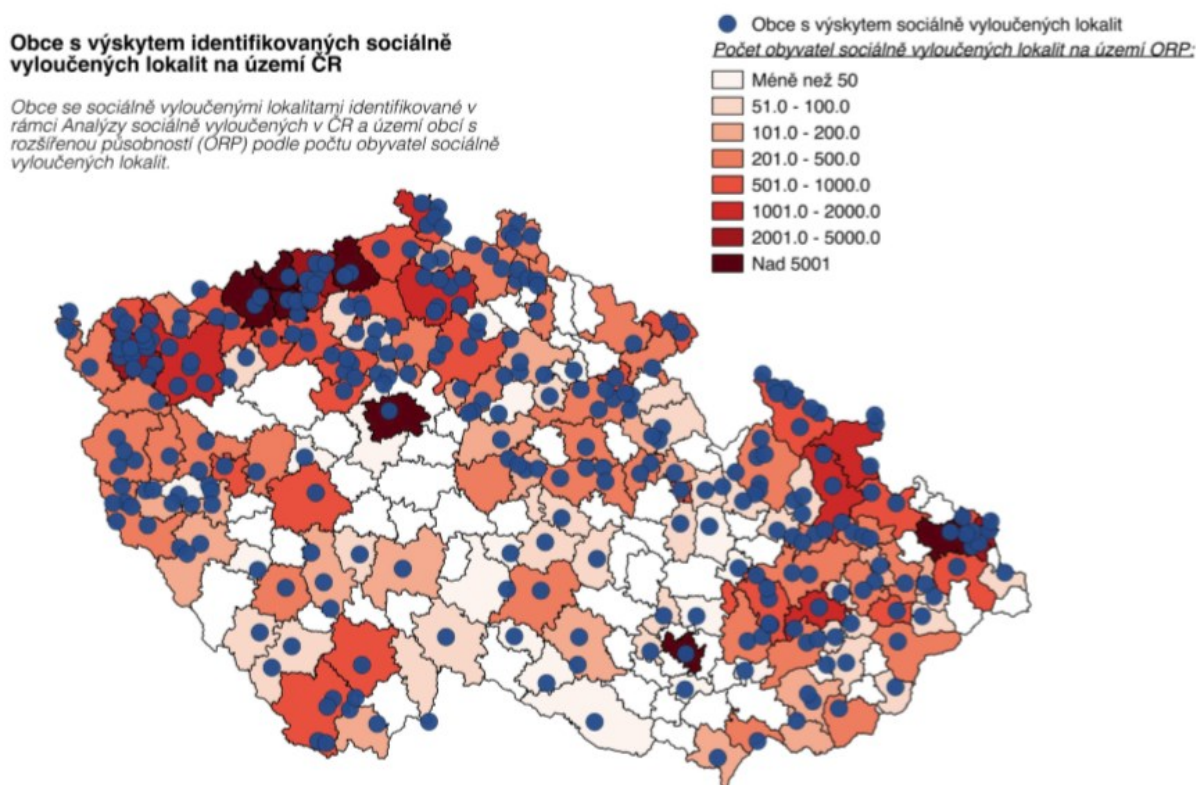 Obce s výskytem identifikovaných sociálně
vyloučených lokalit na území ČR
Obce se sociálně vyloučenými lokalitami identifikované v
rámci Analýzy sociálně vyloučených v ČR a území obcí s
rozšířenou působností (ORP) podle počtu obyvatel sociálně
vyloučených lokalit.
Obce s výskytem sociálně vyloučených lokalit
Počet obyvatel sociálně vyloučených lokalit na území ORP:
Méně než 50
51.0 - 100.0
101.0 - 200.0
201.0 - 500.0
501.0 - 1000.0
1001.0 - 2000.0
2001.0 - 5000.0
Nad 5001